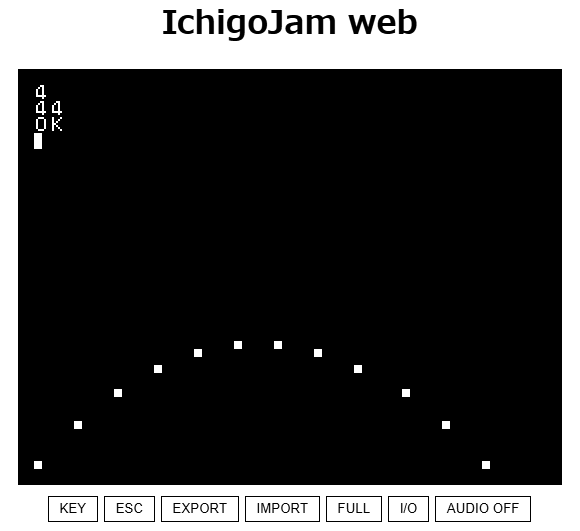 IchigoJam web
4
44
OK
KEY
ESC
EXPORT
IMPORT
FULL
I/O
AUDIO OFF